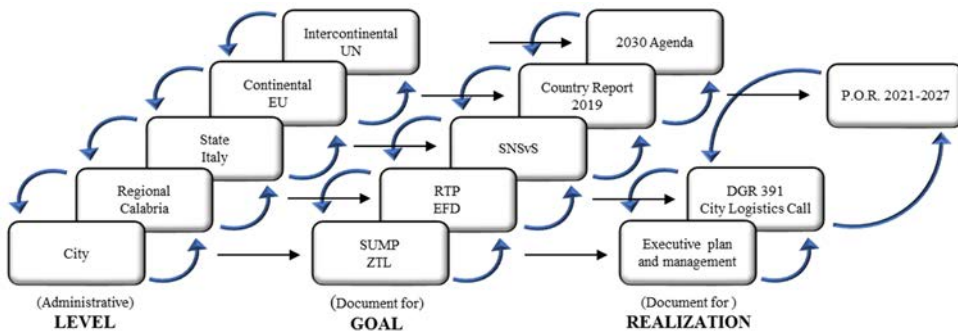 Intercontinental
UN
2030 Agenda
Continental
EU
Country Report
2019
P.O.R. 2021-2027
State
Italy
SNSvS
Regional
Calabria
RTP
EFD
DGR 391
City Logistics Call
City
SUMP
ZTL
Executive plan
and management
(Administrative)
LEVEL
(Document for)
GOAL
(Document for )
REALIZATION